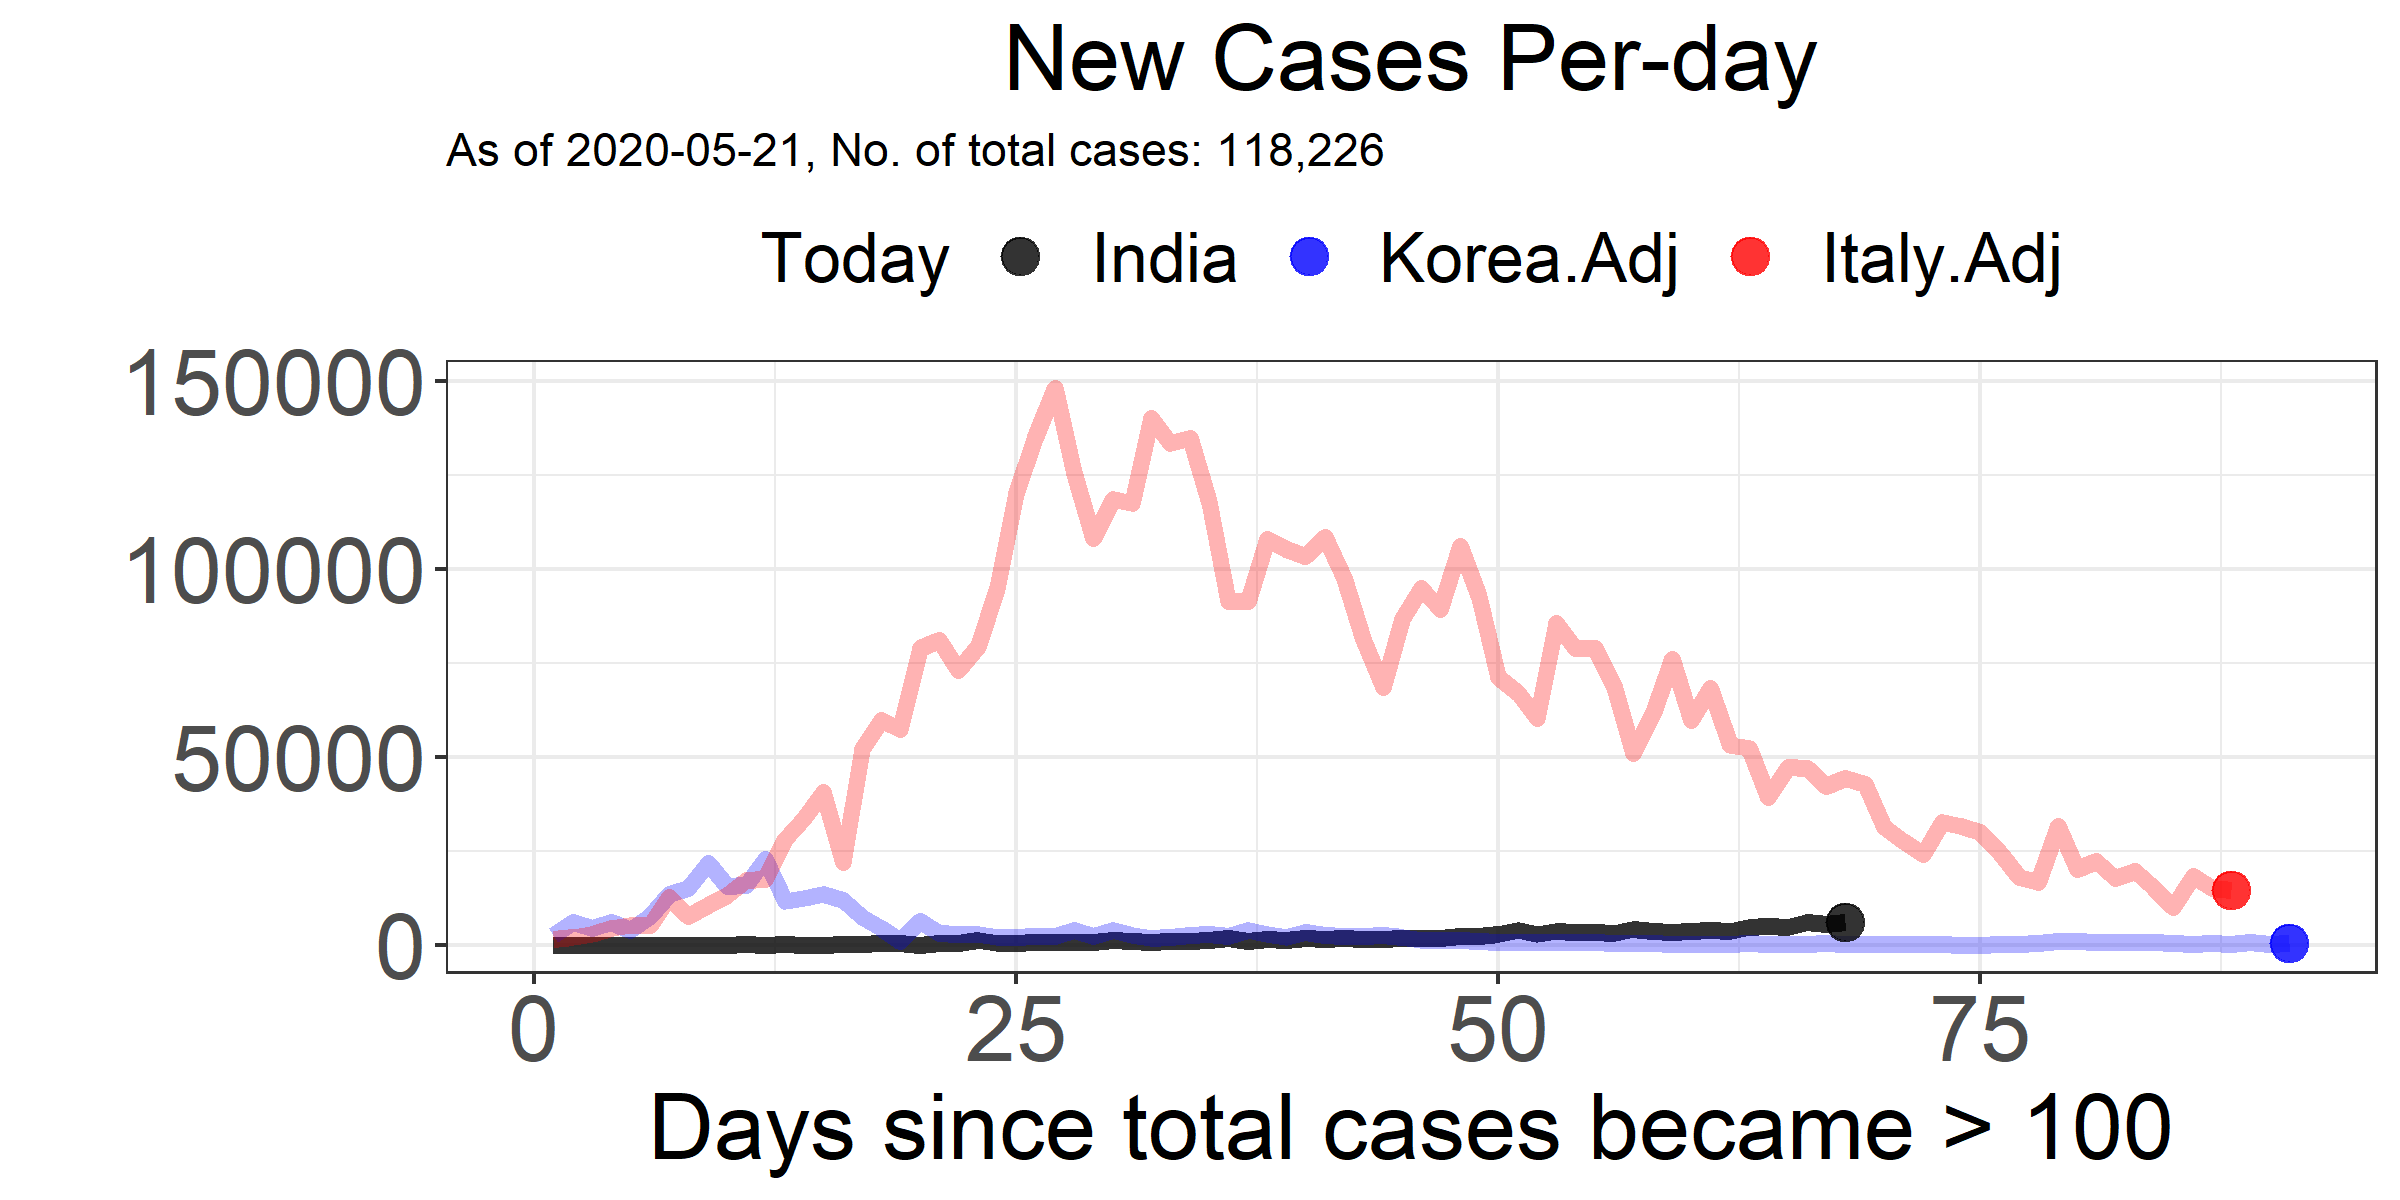 New Cases Per-day
As of 2020-05-21, No. of total cases: 118,226
Today India Korea.Adj Italy.Adj
150000
100000
50000
0
0 25 50 75
Days since total cases became > 100